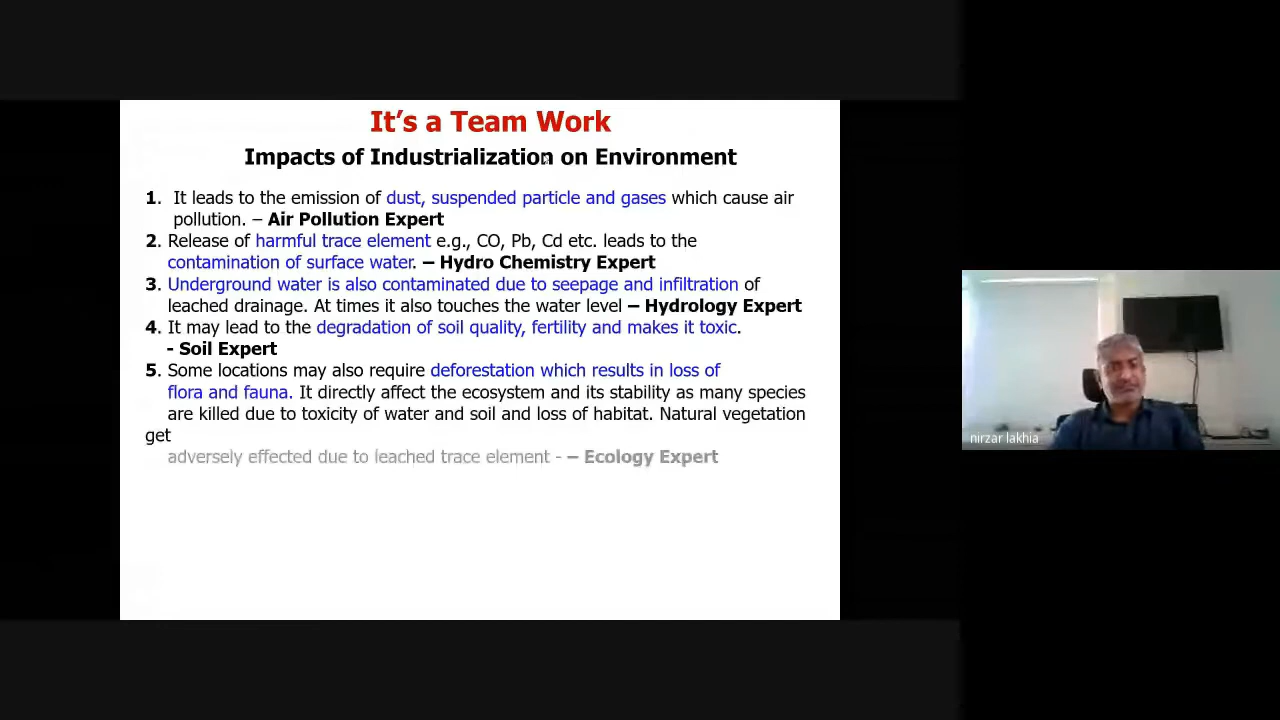 It's a Team Work
Impacts of Industrialization on Environment
1. It leads to the emission of dust, suspended particle and gases which cause air
pollution. – Air Pollution Expert
2. Release of harmful trace element e.g., CO, Pb, Cd etc. leads to the
contamination of surface water. – Hydro Chemistry Expert
3. Underground water is also contaminated due to seepage and infiltration of
leached drainage. At times it also touches the water level – Hydrology Expert
4. It may lead to the degradation of soil quality, fertility and makes it toxic.
- Soil Expert
5. Some locations may also require deforestation which results in loss of
flora and fauna. It directly affect the ecosystem and its stability as many species
are killed due to toxicity of water and soil and loss of habitat. Natural vegetation
get
adversely effected due to leached trace element - – Ecology Expert
nirzar lakhia